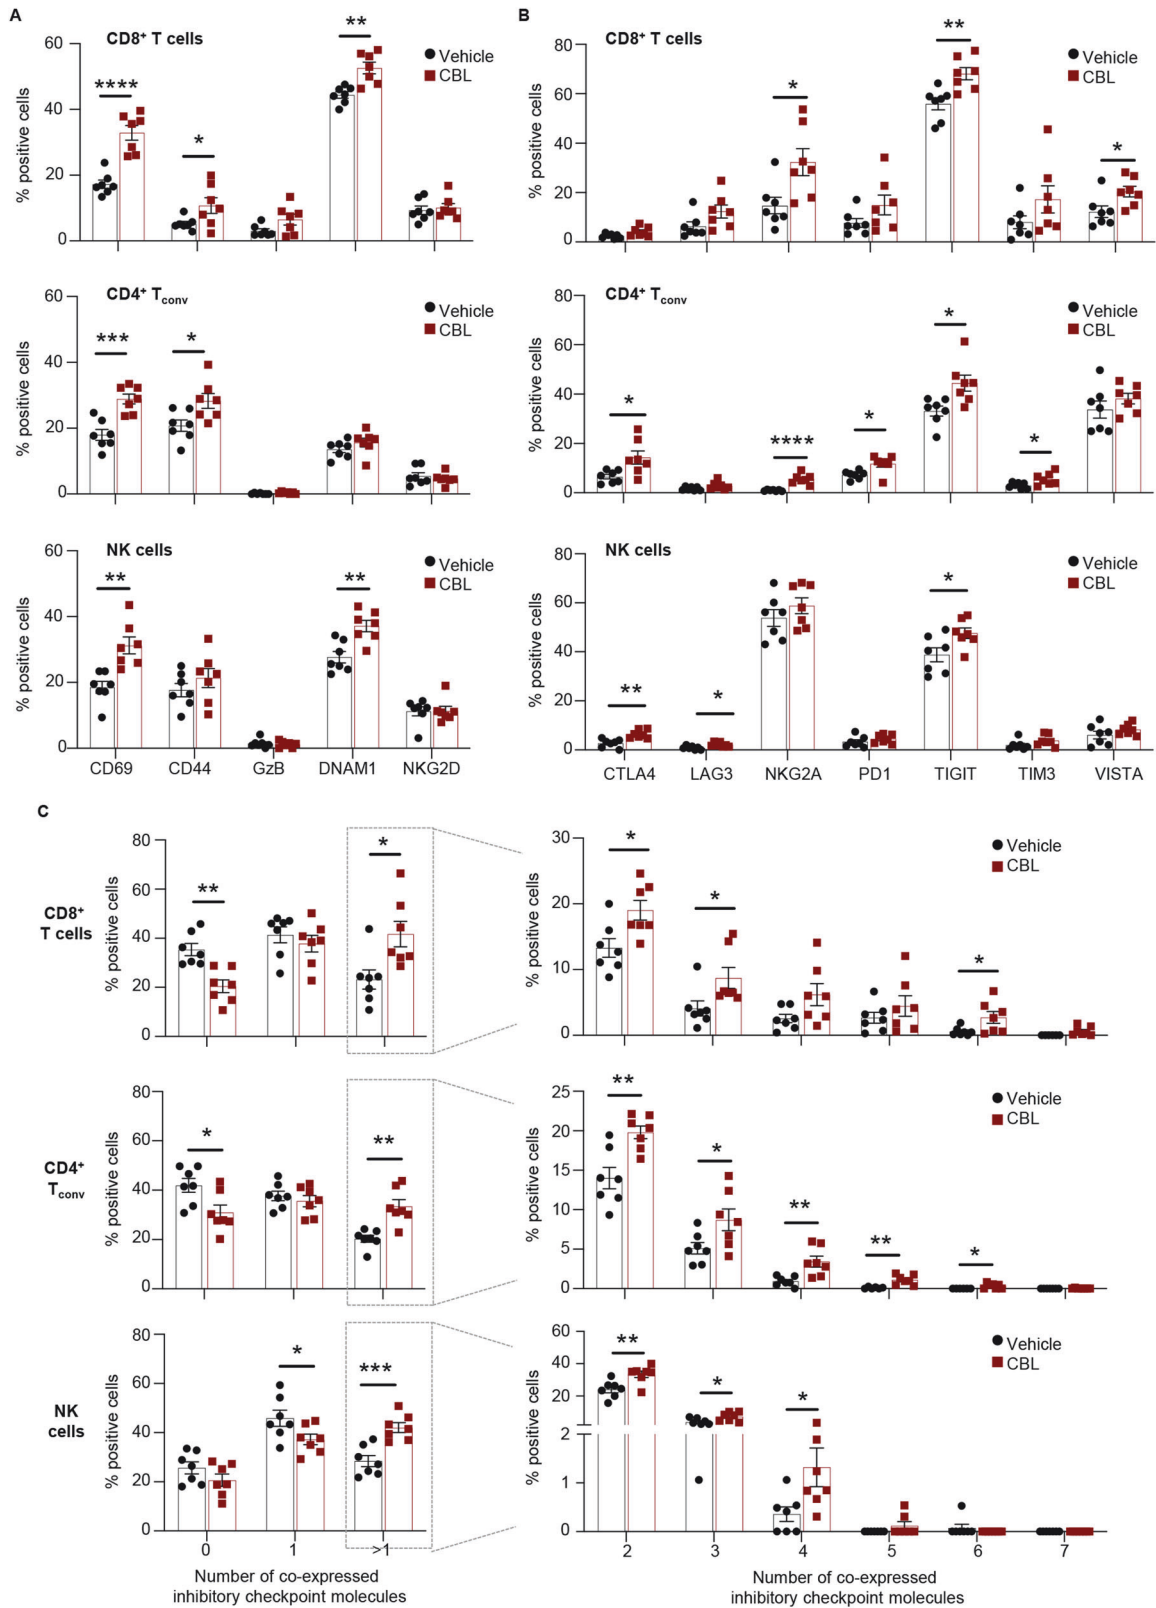 A
CD8⁺ T cells
% positive cells
60
40
20
0
****
*
**
Vehicle
CBL
CD4⁺ Tconv
% positive cells
60
40
20
0
***
*
Vehicle
CBL
NK cells
% positive cells
60
40
20
0
**
**
Vehicle
CBL
CD69 CD44 GzB DNAM1 NKG2D
B
CD8⁺ T cells
80
60
40
20
0
% positive cells
*
**
*
Vehicle
CBL
CD4⁺ Tconv
80
60
40
20
0
% positive cells
*
****
*
*
*
Vehicle
CBL
NK cells
80
60
40
20
0
% positive cells
**
*
*
Vehicle
CBL
CTLA4 LAG3 NKG2A PD1 TIGIT TIM3 VISTA
C
CD8⁺
T cells
% positive cells
80
60
40
20
0
**
*
30
20
10
0
% positive cells
*
*
*
Vehicle
CBL
CD4⁺
Tconv
% positive cells
80
60
40
20
0
*
**
25
20
15
10
5
0
% positive cells
**
*
**
**
*
Vehicle
CBL
NK
cells
% positive cells
80
60
40
20
0
*
***
0 1 >1
Number of co-expressed
inhibitory checkpoint molecules
60
40
20
2
1
0
% positive cells
**
*
*
Vehicle
CBL
2 3 4 5 6 7
Number of co-expressed
inhibitory checkpoint molecules